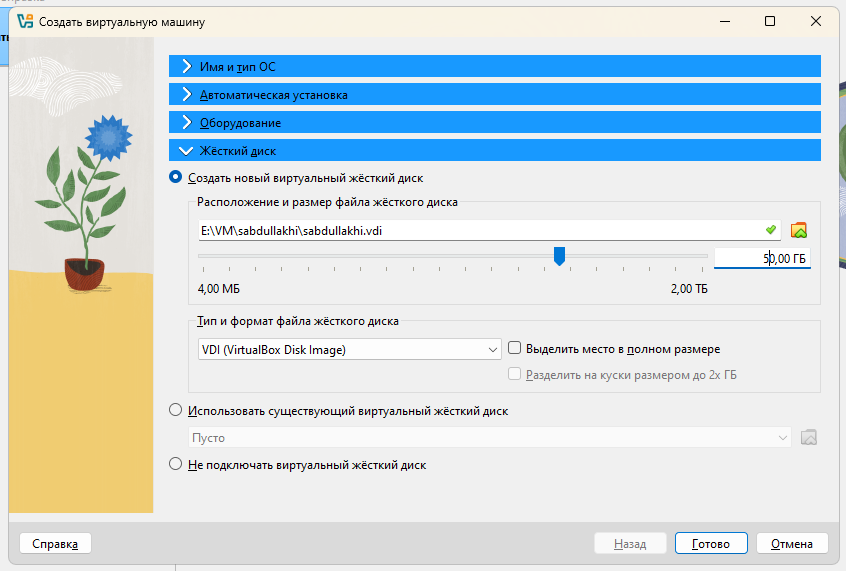 Создать виртуальную машину
Имя и тип ОС
Автоматическая установка
Оборудование
Жёсткий диск
Создать новый виртуальный жёсткий диск
Расположение и размер файла жёсткого диска
E:\VM\sabdullakhi\sabdullakhi.vdi
50,00 ГБ
4,00 МБ 2,00 ТБ
Тип и формат файла жёсткого диска
VDI (VirtualBox Disk Image) Выделить место в полном размере
Разделить на куски размером до 2х ГБ
Использовать существующий виртуальный жёсткий диск
Пусто
Не подключать виртуальный жёсткий диск
Справка Назад Готово Отмена